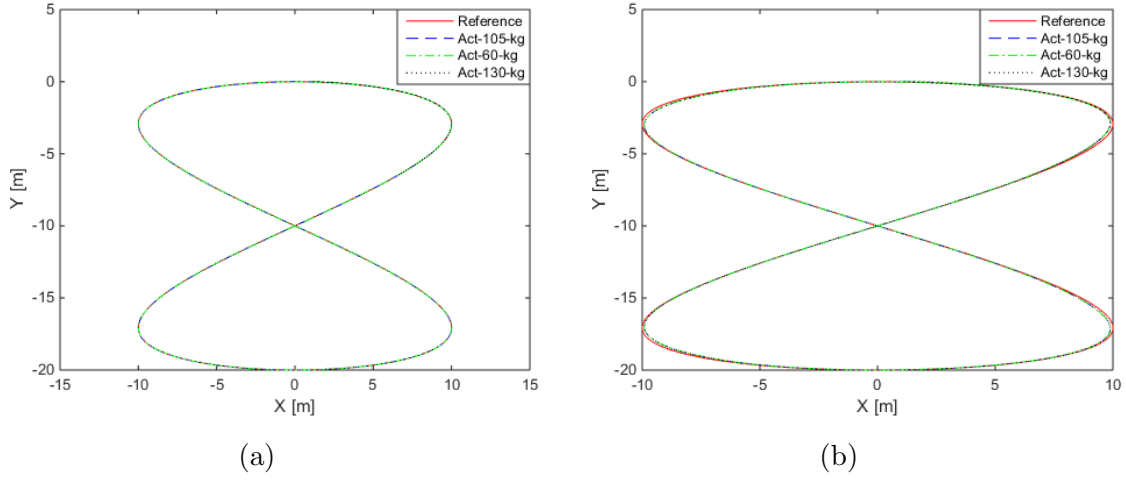 5
0
-5
-10
-15
-20
Y [m]
-15 -10 -5 0 5 10 15
X [m]
Reference
Act-105-kg
Act-60-kg
Act-130-kg
(a)
5
0
-5
-10
-15
-20
Y [m]
-10 -5 0 5 10
X [m]
Reference
Act-105-kg
Act-60-kg
Act-130-kg
(b)